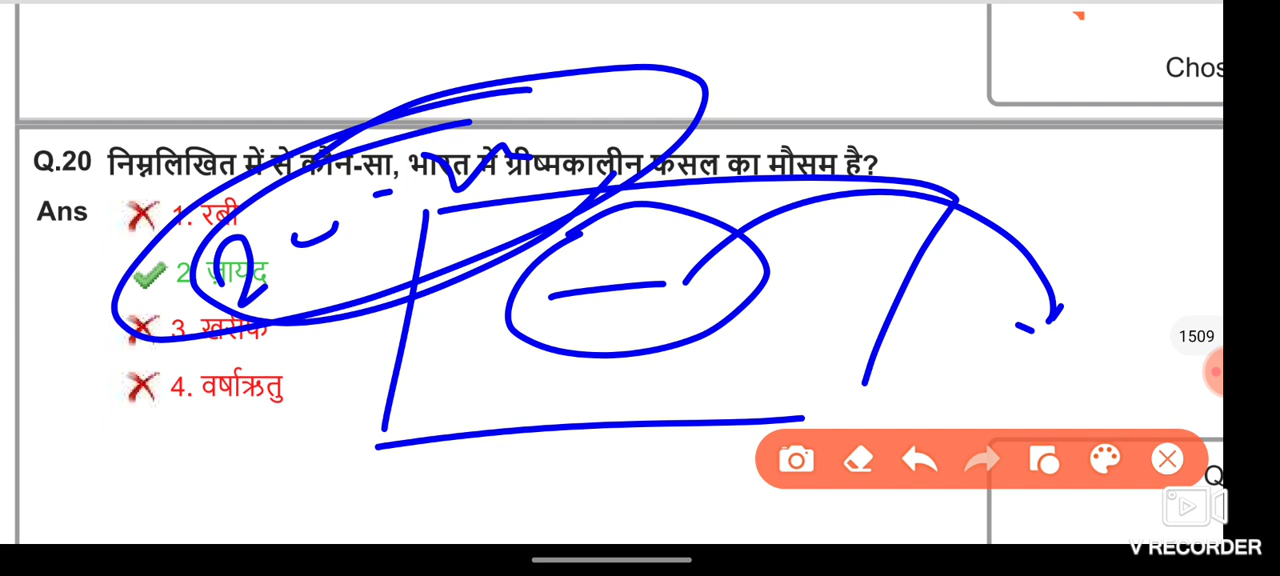 Chos
Q.20 निम्नलिखित में से कौन-सा, भारत में ग्रीष्मकालीन फसल का मौसम है?
Ans 1. रबी
2. ज़ायद
3. खरीफ
4. वर्षाऋतु
1509
Q
V RECORDER